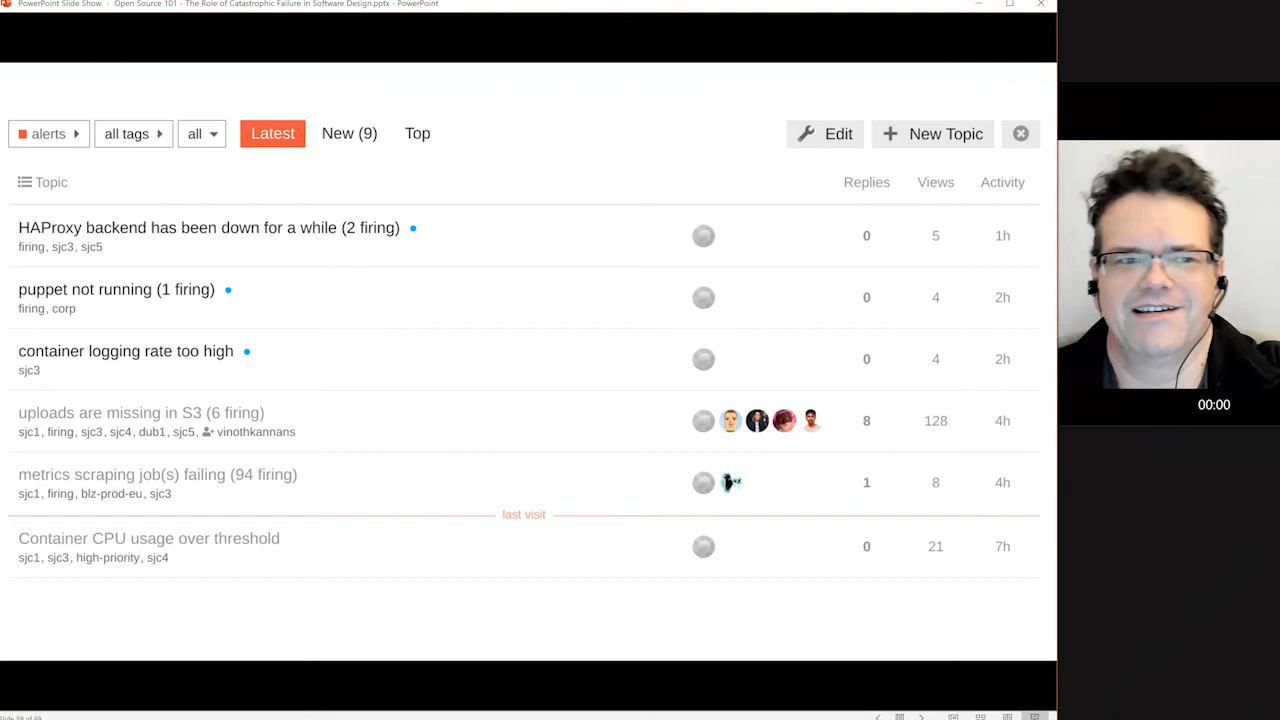 PowerPoint Slide Show - Open Source 101 - The Role of Catastrophic Failure in Software Design.pptx - PowerPoint
alerts all tags all Latest New (9) Top Edit New Topic
Topic Replies Views Activity
HAProxy backend has been down for a while (2 firing) 0 5 1h
firing, sjc3, sjc5
puppet not running (1 firing) 0 4 2h
firing, corp
container logging rate too high 0 4 2h
sjc3
uploads are missing in S3 (6 firing) 8 128 4h
sjc1, firing, sjc3, sjc4, dub1, sjc5, vinothkannans
metrics scraping job(s) failing (94 firing) 1 8 4h
sjc1, firing, blz-prod-eu, sjc3
last visit
Container CPU usage over threshold 0 21 7h
sjc1, sjc3, high-priority, sjc4
00:00
Slide 59 of 69